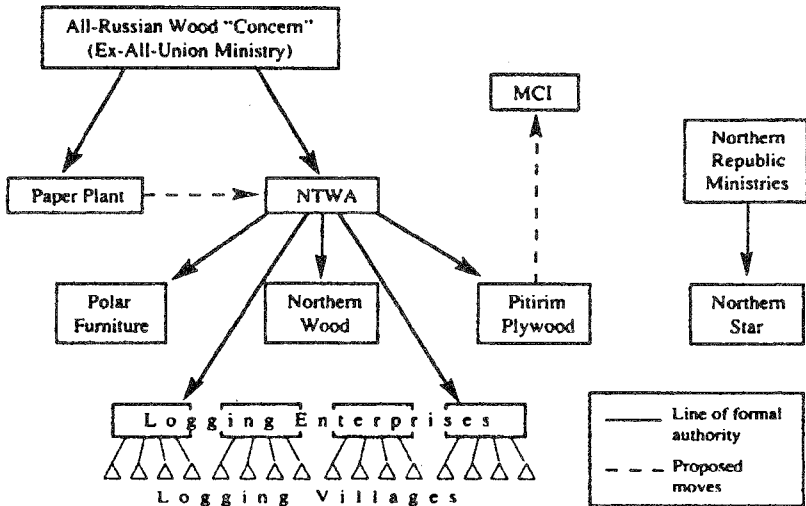 All-Russian Wood “Concern”
(Ex-All-Union Ministry)
MCI
Northern
Republic
Ministries
Paper Plant
NTWA
Polar
Furniture
Northern
Wood
Pitirim
Plywood
Northern
Star
Logging Enterprises
Logging Villages
Line of formal
authority
Proposed
moves